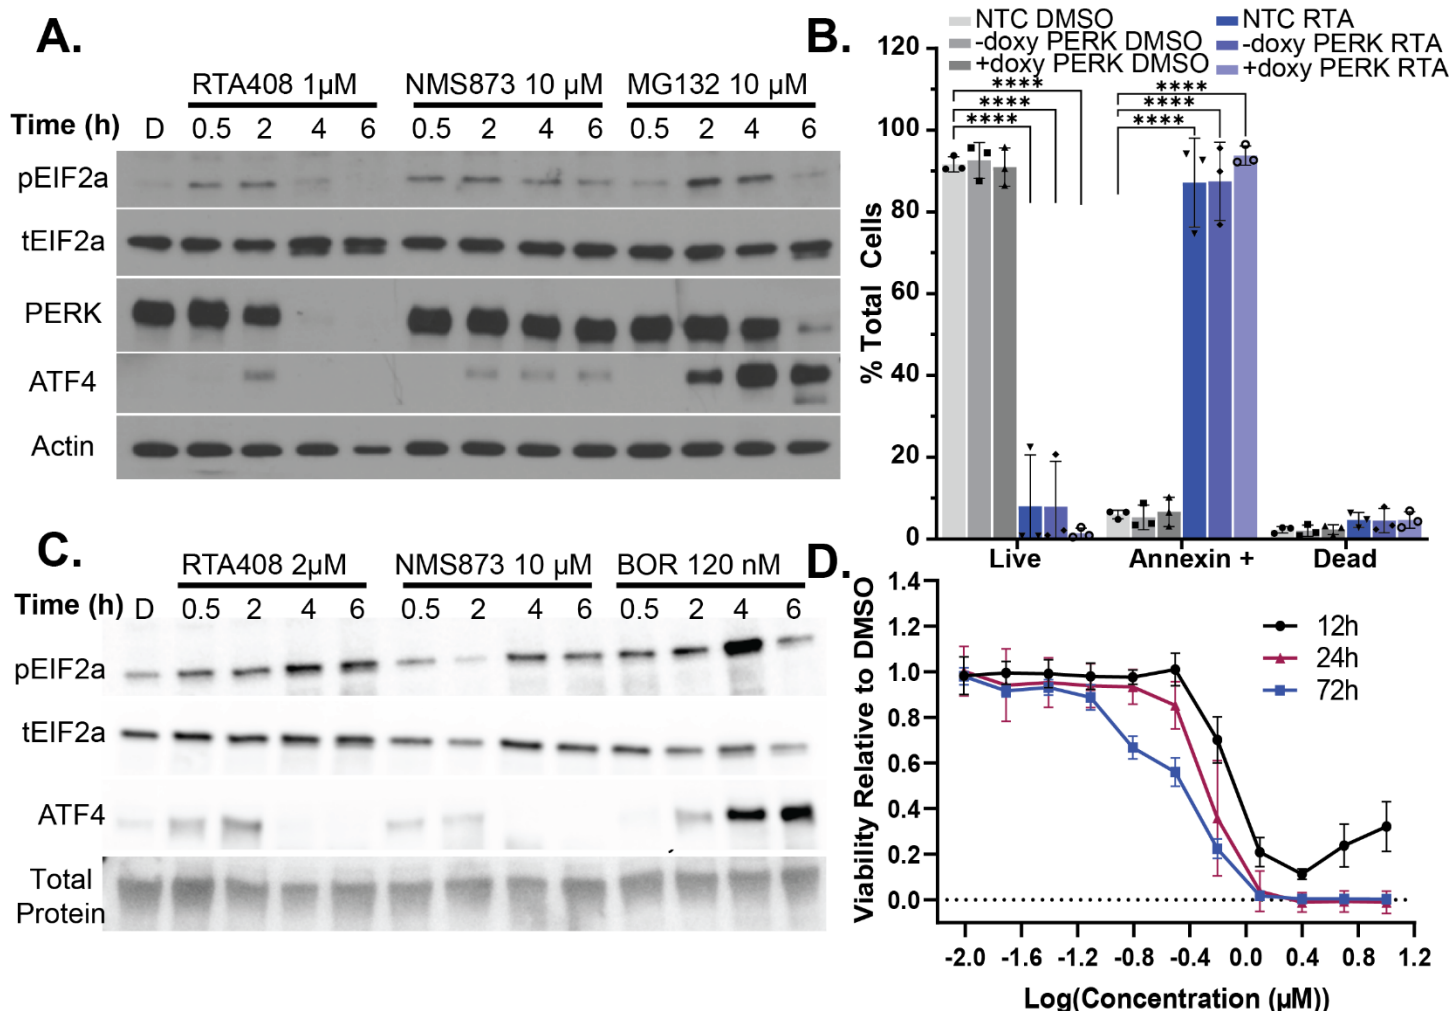 A.
RTA408 1µM NMS873 10 µM MG132 10 µM
Time (h) D 0.5 2 4 6 0.5 2 4 6 0.5 2 4 6
pEIF2a
tEIF2a
PERK
ATF4
Actin
B.
NTC DMSO NTC RTA
-doxy PERK DMSO -doxy PERK RTA
+doxy PERK DMSO +doxy PERK RTA
**** ****
**** ****
**** ****
% Total Cells
120
100
80
60
40
20
0
Live Annexin + Dead
C.
RTA408 2µM NMS873 10 µM BOR 120 nM
Time (h) D 0.5 2 4 6 0.5 2 4 6 0.5 2 4 6
pEIF2a
tEIF2a
ATF4
Total
Protein
D.
Viability Relative to DMSO
1.4
1.2
1.0
0.8
0.6
0.4
0.2
0.0
12h
24h
72h
-2.0 -1.6 -1.2 -0.8 -0.4 0.0 0.4 0.8 1.2
Log(Concentration (µM))